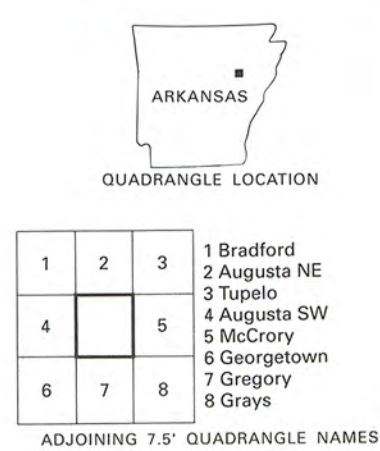 ARKANSAS
QUADRANGLE LOCATION
1 2 3
4 5
6 7 8
1 Bradford
2 Augusta NE
3 Tupelo
4 Augusta SW
5 McCrory
6 Georgetown
7 Gregory
8 Grays
ADJOINING 7.5' QUADRANGLE NAMES